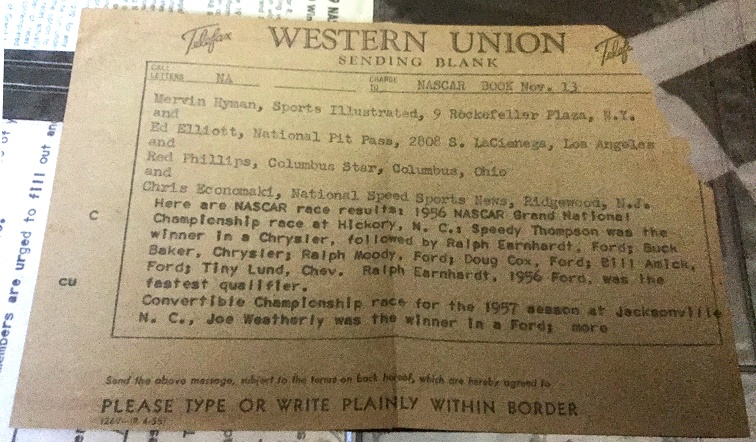 Telefax WESTERN UNION
SENDING BLANK
CALL LETTERS NA CHARGE TO NASCAR BOOK Nov. 13
Mervin Hyman, Sports Illustrated, 9 Rockefeller Plaza, N.Y.
and
Ed Elliott, National Pit Pass, 2808 S. LaCienega, Los Angeles
and
Red Phillips, Columbus Star, Columbus, Ohio
and
Chris Economaki, National Speed Sports News, Ridgewood, N.J.
Here are NASCAR race results: 1956 NASCAR Grand National
Championship race at Hickory, N. C.: Speedy Thompson was the
winner in a Chrysler, followed by Ralph Earnhardt, Ford; Buck
Baker, Chrysler; Ralph Moody, Ford; Doug Cox, Ford; Bill Amick,
Ford; Tiny Lund, Chev. Ralph Earnhardt, 1956 Ford, was the
fastest qualifier.
Convertible Championship race for the 1957 season at Jacksonville
N. C., Joe Weatherly was the winner in a Ford; more
C
CU
Send the above message, subject to the terms on back hereof, which are hereby agreed to
PLEASE TYPE OR WRITE PLAINLY WITHIN BORDER
members are urged to fill out an